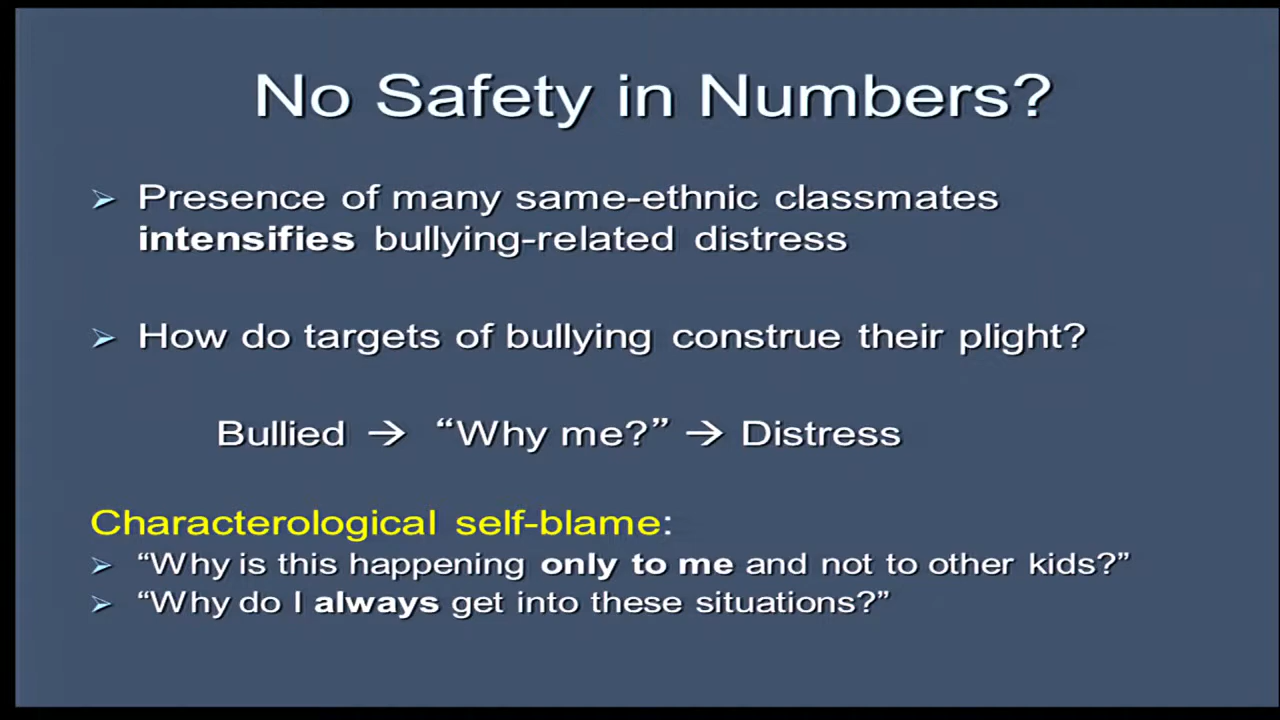 No Safety in Numbers?
➢ Presence of many same-ethnic classmates
intensifies bullying-related distress
➢ How do targets of bullying construe their plight?
Bullied → “Why me?” → Distress
Characterological self-blame:
➢ “Why is this happening only to me and not to other kids?”
➢ “Why do I always get into these situations?”